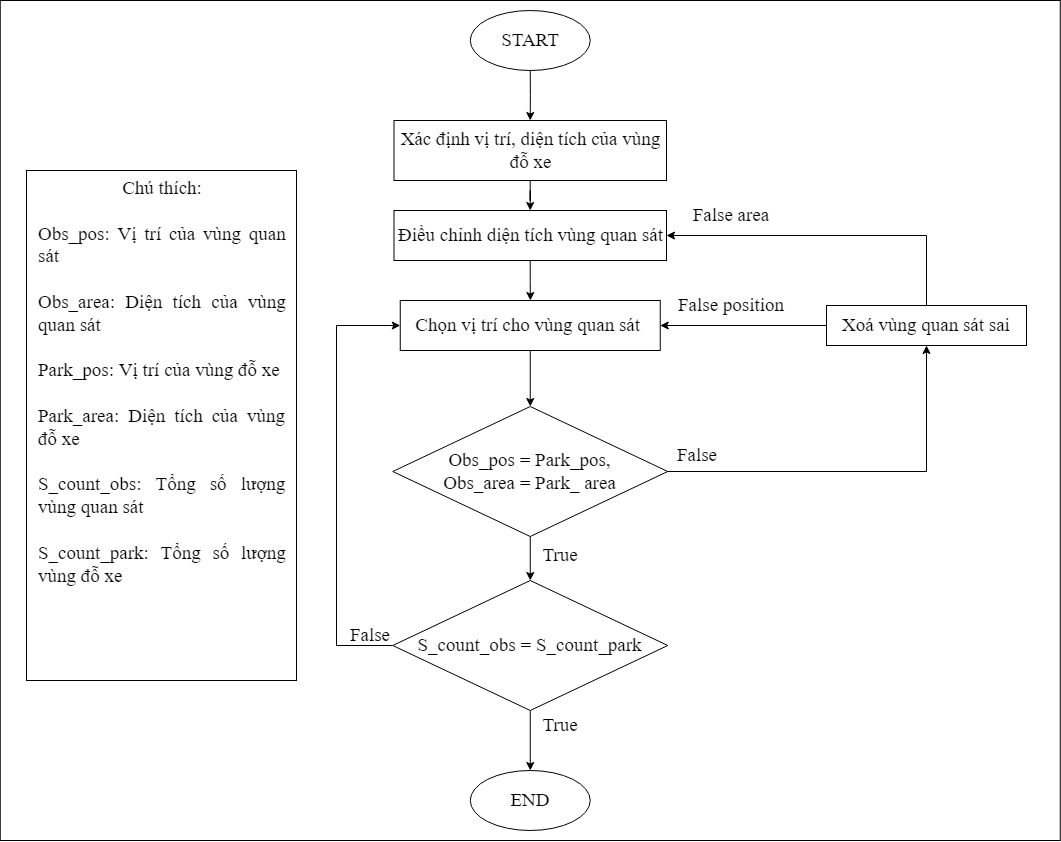 START
Xác định vị trí, diện tích của vùng
đỗ xe
Chú thích:
Obs_pos: Vị trí của vùng quan
sát
Obs_area: Diện tích của vùng
quan sát
Park_pos: Vị trí của vùng đỗ xe
Park_area: Diện tích của vùng
đỗ xe
S_count_obs: Tổng số lượng
vùng quan sát
S_count_park: Tổng số lượng
vùng đỗ xe
False area
Điều chỉnh diện tích vùng quan sát
False position
Chọn vị trí cho vùng quan sát
Xoá vùng quan sát sai
Obs_pos = Park_pos,
Obs_area = Park_ area
False
True
False
S_count_obs = S_count_park
True
END